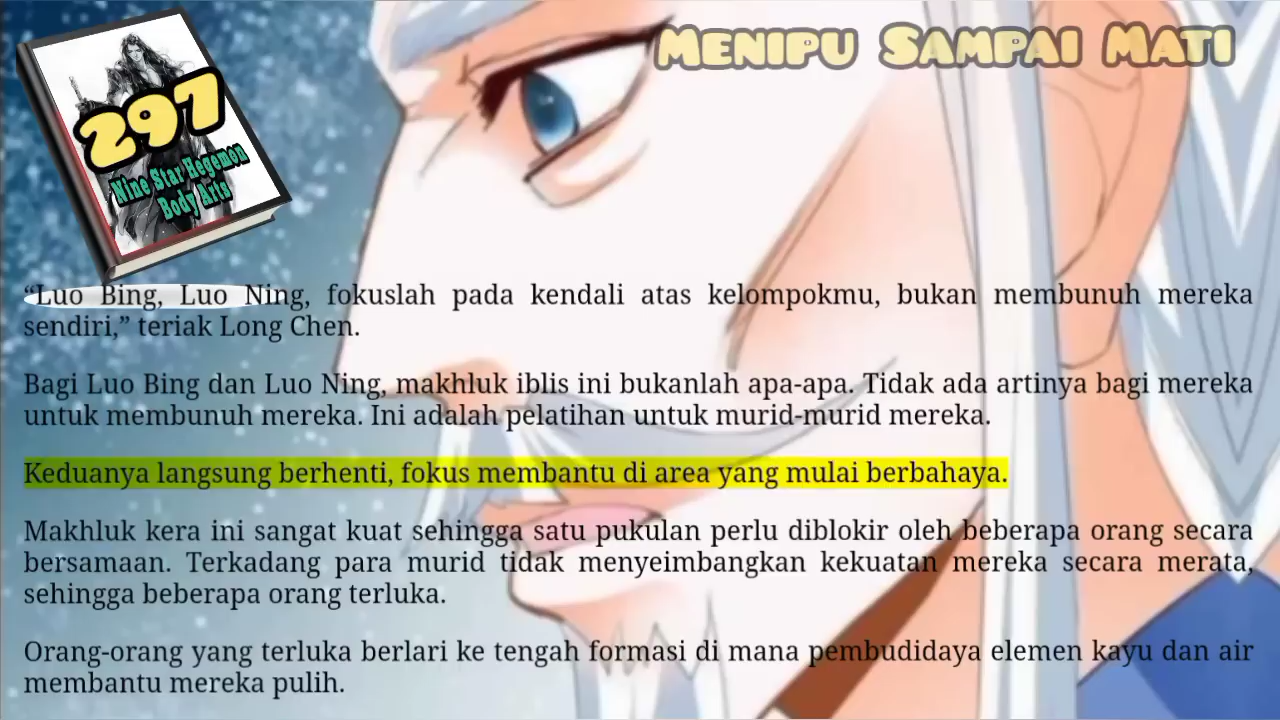 Menipu Sampai Mati
297
Nine Star Hegemon
Body Arts
“Luo Bing, Luo Ning, fokuslah pada kendali atas kelompokmu, bukan membunuh mereka
sendiri,” teriak Long Chen.
Bagi Luo Bing dan Luo Ning, makhluk iblis ini bukanlah apa-apa. Tidak ada artinya bagi mereka
untuk membunuh mereka. Ini adalah pelatihan untuk murid-murid mereka.
Keduanya langsung berhenti, fokus membantu di area yang mulai berbahaya.
Makhluk kera ini sangat kuat sehingga satu pukulan perlu diblokir oleh beberapa orang secara
bersamaan. Terkadang para murid tidak menyeimbangkan kekuatan mereka secara merata,
sehingga beberapa orang terluka.
Orang-orang yang terluka berlari ke tengah formasi di mana pembudidaya elemen kayu dan air
membantu mereka pulih.